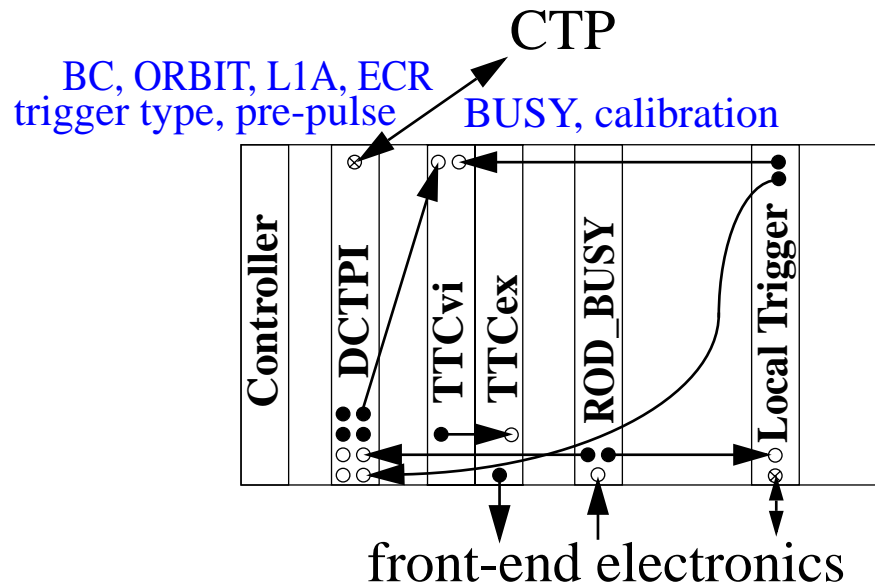 CTP
BC, ORBIT, L1A, ECR
trigger type, pre-pulse
BUSY, calibration
Controller
DCTPI
TTCvi
TTCex
ROD_BUSY
Local Trigger
front-end electronics